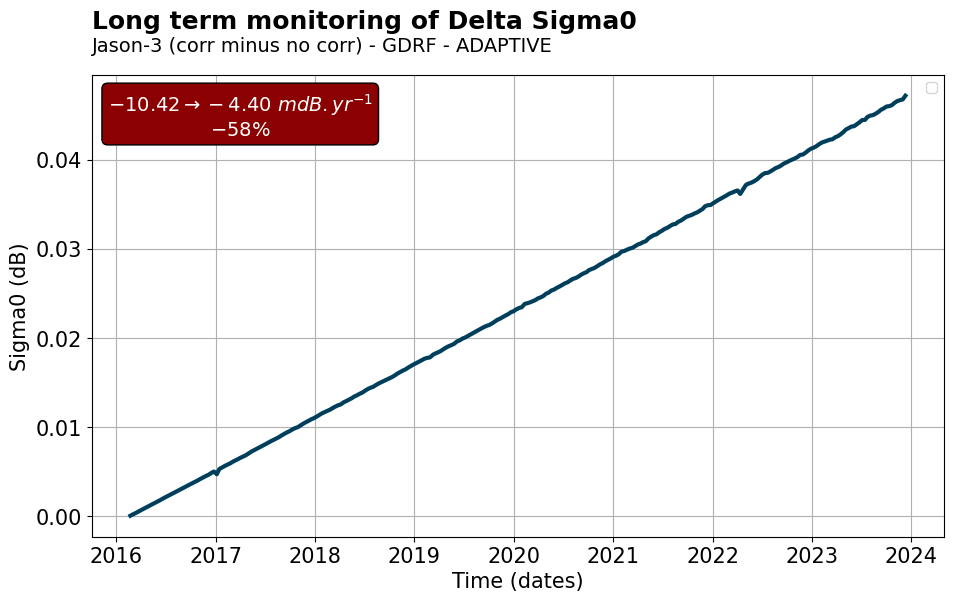 Long term monitoring of Delta Sigma0
Jason-3 (corr minus no corr) - GDRF - ADAPTIVE
−10.42 → − 4.40 mdB.yr⁻¹
−58%
0.04
0.03
0.02
0.01
0.00
Sigma0 (dB)
2016 2017 2018 2019 2020 2021 2022 2023 2024
Time (dates)